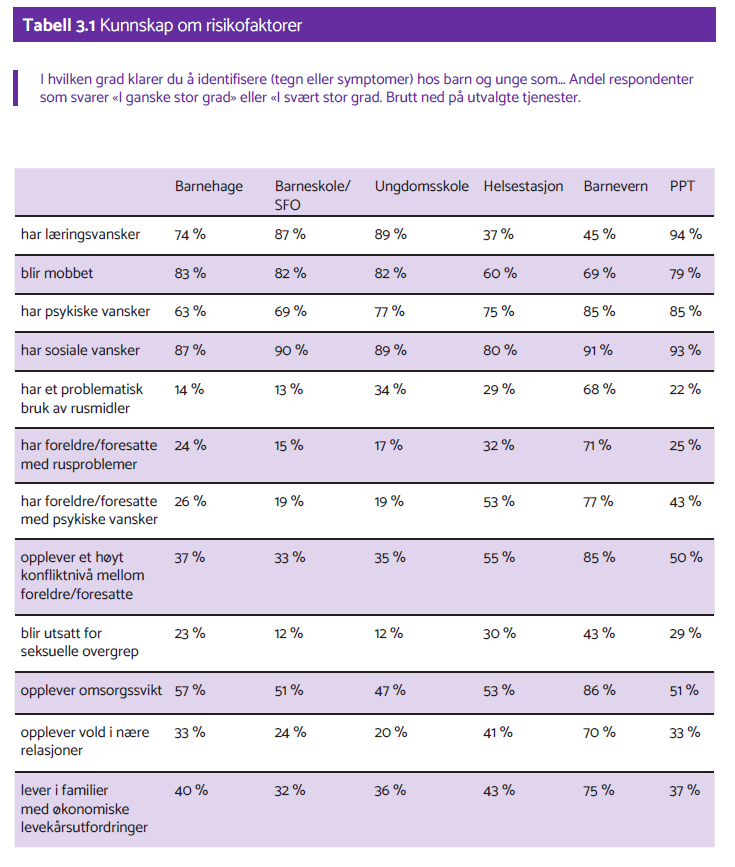 Tabell 3.1 Kunnskap om risikofaktorer
I hvilken grad klarer du å identifisere (tegn eller symptomer) hos barn og unge som... Andel respondenter
som svarer «I ganske stor grad» eller «I svært stor grad. Brutt ned på utvalgte tjenester.
Barnehage Barneskole/ Ungdomsskole Helsestasjon Barnevern PPT
SFO
har læringsvansker 74 % 87 % 89 % 37 % 45 % 94 %
blir mobbet 83 % 82 % 82 % 60 % 69 % 79 %
har psykiske vansker 63 % 69 % 77 % 75 % 85 % 85 %
har sosiale vansker 87 % 90 % 89 % 80 % 91 % 93 %
har et problematisk 14 % 13 % 34 % 29 % 68 % 22 %
bruk av rusmidler
har foreldre/foresatte 24 % 15 % 17 % 32 % 71 % 25 %
med rusproblemer
har foreldre/foresatte 26 % 19 % 19 % 53 % 77 % 43 %
med psykiske vansker
opplever et høyt 37 % 33 % 35 % 55 % 85 % 50 %
konfliktnivå mellom
foreldre/foresatte
blir utsatt for 23 % 12 % 12 % 30 % 43 % 29 %
seksuelle overgrep
opplever omsorgssvikt 57 % 51 % 47 % 53 % 86 % 51 %
opplever vold i nære 33 % 24 % 20 % 41 % 70 % 33 %
relasjoner
lever i familier 40 % 32 % 36 % 43 % 75 % 37 %
med økonomiske
levekårsutfordringer